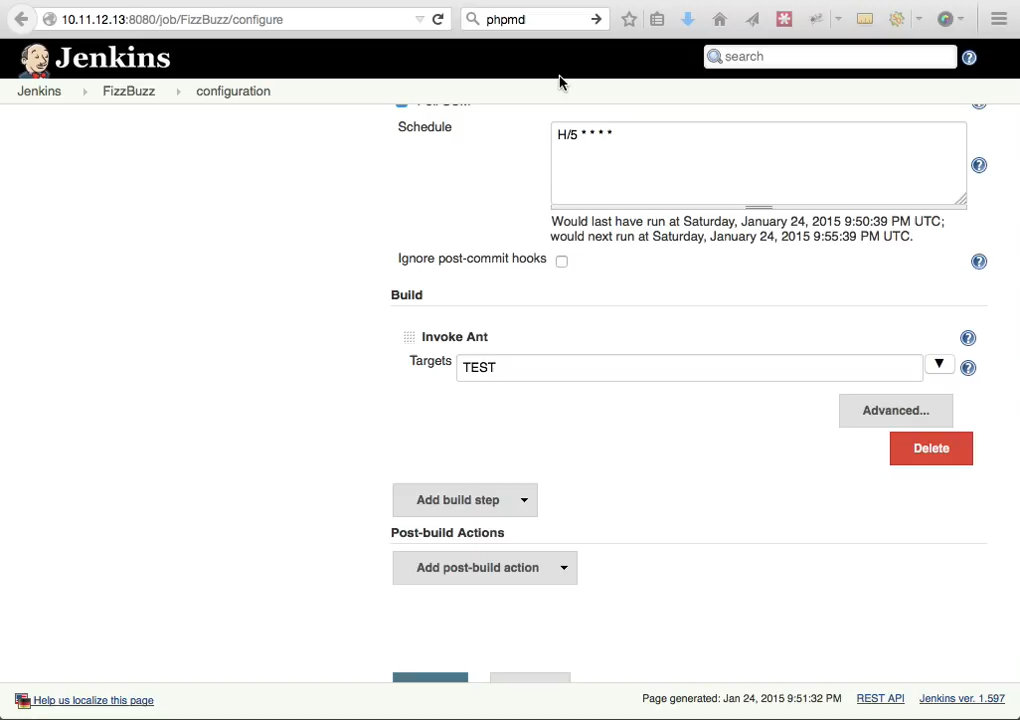 10.11.12.13:8080/job/FizzBuzz/configure
phpmd
Jenkins
search
Jenkins FizzBuzz configuration
Schedule
H/5 * * * *
Would last have run at Saturday, January 24, 2015 9:50:39 PM UTC;
would next run at Saturday, January 24, 2015 9:55:39 PM UTC.
Ignore post-commit hooks
Build
Invoke Ant
Targets
TEST
Advanced...
Delete
Add build step
Post-build Actions
Add post-build action
Help us localize this page
Page generated: Jan 24, 2015 9:51:32 PM
REST API
Jenkins ver. 1.597